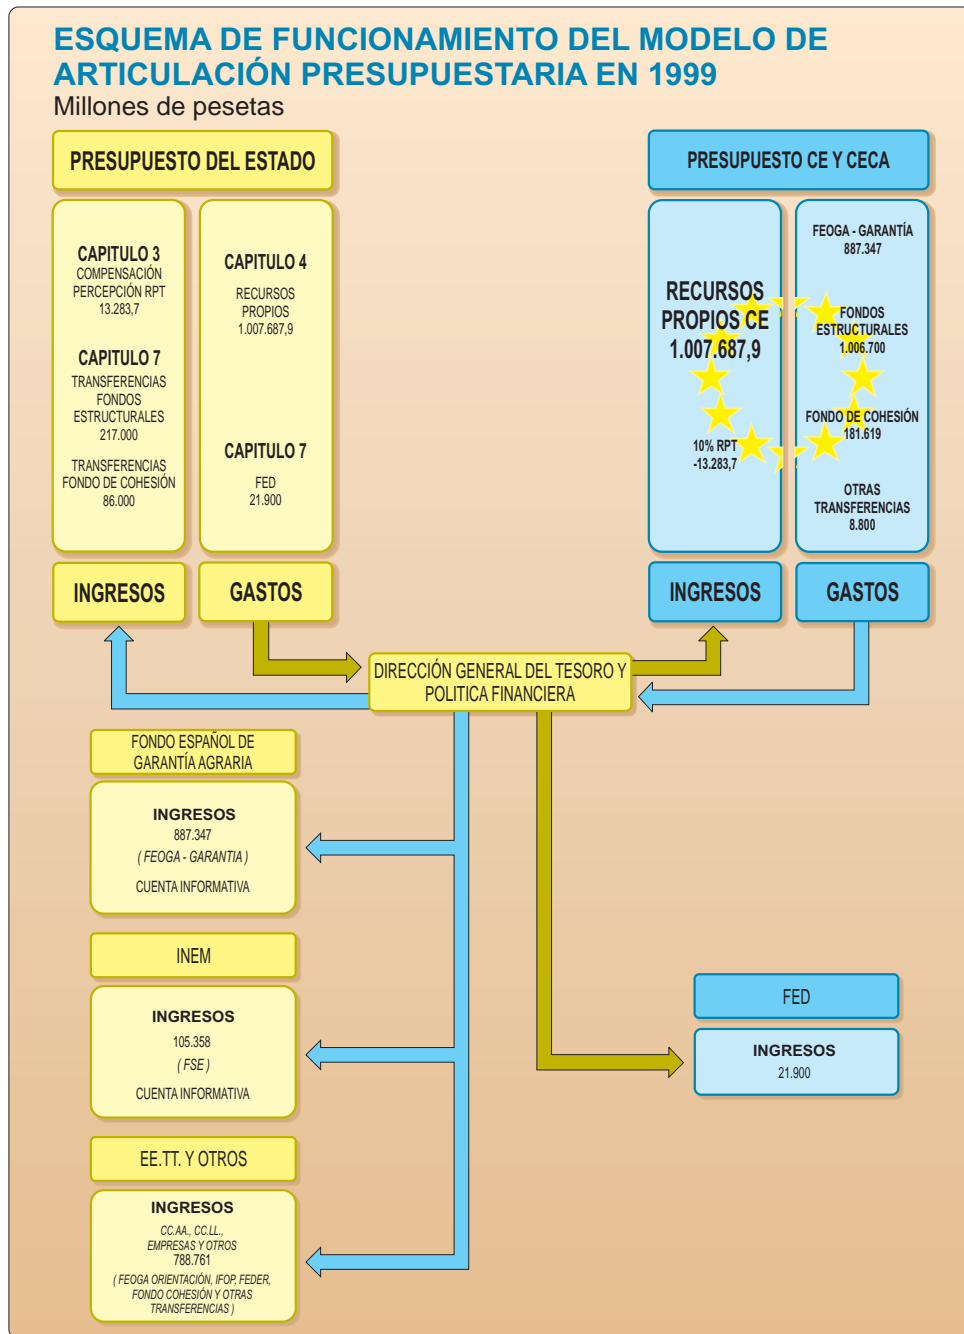 ESQUEMA DE FUNCIONAMIENTO DEL MODELO DE
ARTICULACIÓN PRESUPUESTARIA EN 1999
Millones de pesetas
PRESUPUESTO DEL ESTADO
CAPITULO 3
COMPENSACIÓN
PERCEPCIÓN RPT
13.283,7
CAPITULO 7
TRANSFERENCIAS
FONDOS
ESTRUCTURALES
217.000
TRANSFERENCIAS
FONDO DE COHESIÓN
86.000
INGRESOS
CAPITULO 4
RECURSOS
PROPIOS
1.007.687,9
CAPITULO 7
FED
21.900
GASTOS
PRESUPUESTO CE Y CECA
RECURSOS
PROPIOS CE
1.007.687,9
10% RPT
-13.283,7
INGRESOS
FEOGA - GARANTÍA
887.347
FONDOS
ESTRUCTURALES
1.006.700
FONDO DE COHESIÓN
181.619
OTRAS
TRANSFERENCIAS
8.800
GASTOS
DIRECCIÓN GENERAL DEL TESORO Y
POLITICA FINANCIERA
FONDO ESPAÑOL DE
GARANTÍA AGRARIA
INGRESOS
887.347
( FEOGA - GARANTIA )
CUENTA INFORMATIVA
INEM
INGRESOS
105.358
( FSE )
CUENTA INFORMATIVA
EE.TT. Y OTROS
INGRESOS
CC.AA., CC.LL.,
EMPRESAS Y OTROS
788.761
( FEOGA ORIENTACIÓN, IFOP, FEDER,
FONDO COHESIÓN Y OTRAS
TRANSFERENCIAS )
FED
INGRESOS
21.900